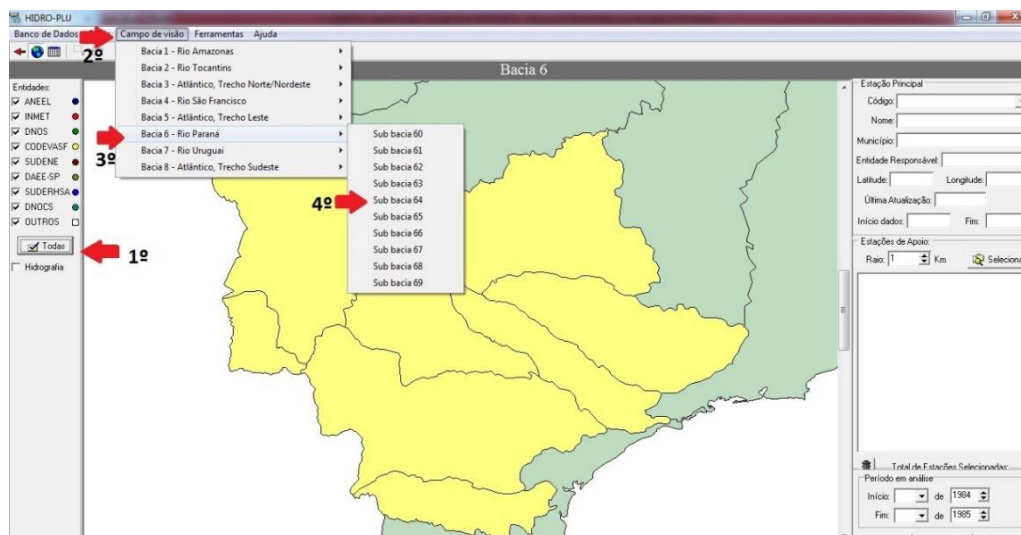 HIDRO-PLU
Banco de Dados
Campo de visão
Ferramentas
Ajuda
2º
Bacia 6
Bacia 1 - Rio Amazonas
Bacia 2 - Rio Tocantins
Bacia 3 - Atlântico, Trecho Norte/Nordeste
Bacia 4 - Rio São Francisco
Bacia 5 - Atlântico, Trecho Leste
Bacia 6 - Rio Paraná
Bacia 7 - Rio Uruguai
Bacia 8 - Atlântico, Trecho Sudeste
3º
Sub bacia 60
Sub bacia 61
Sub bacia 62
Sub bacia 63
Sub bacia 64
Sub bacia 65
Sub bacia 66
Sub bacia 67
Sub bacia 68
Sub bacia 69
4º
Entidades:
ANEEL
INMET
DNOS
CODEVASF
SUDENE
DAEE-SP
SUDERHSA
DNOCS
OUTROS
Todas
1º
Hidrografia
Estação Principal
Código:
Nome:
Município:
Entidade Responsável:
Latitude: Longitude:
Última Atualização:
Início dados: Fim:
Estações de Apoio:
Raio: 1 Km Seleciona
Total de Estações Selecionadas:
Período em análise
Início: de 1984
Fim: de 1985